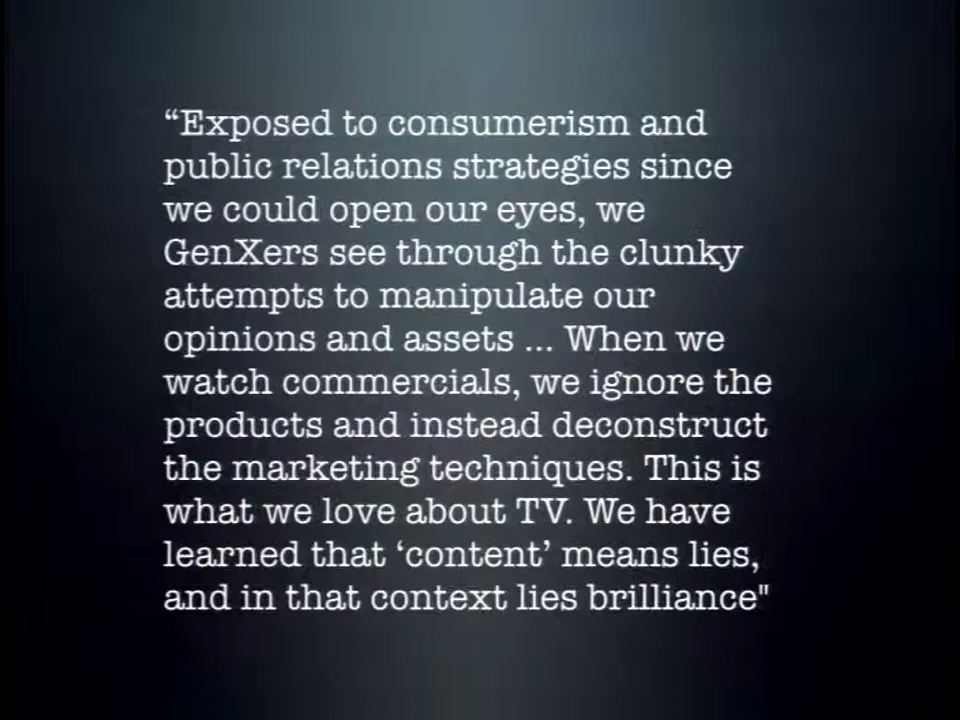 “Exposed to consumerism and
public relations strategies since
we could open our eyes, we
GenXers see through the clunky
attempts to manipulate our
opinions and assets ... When we
watch commercials, we ignore the
products and instead deconstruct
the marketing techniques. This is
what we love about TV. We have
learned that ‘content’ means lies,
and in that context lies brilliance"